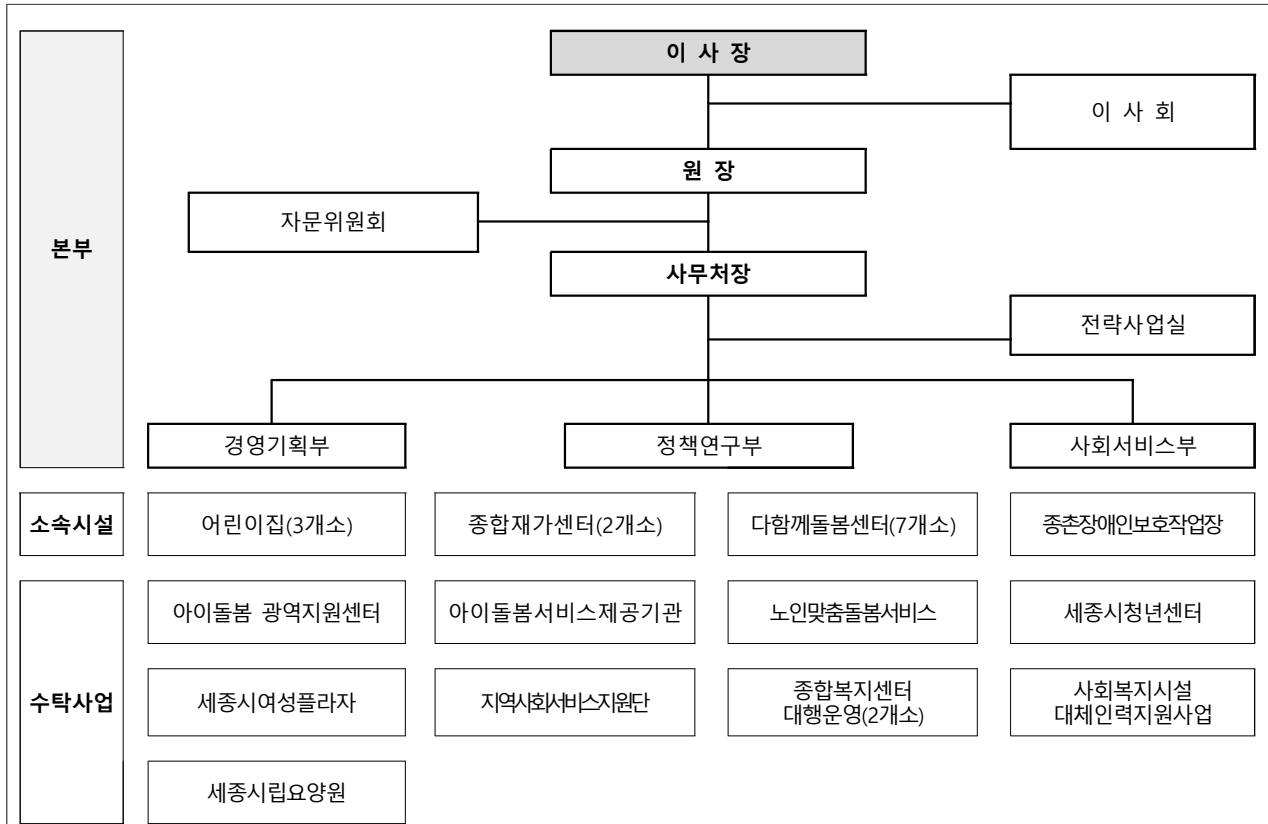 이 사 장
이 사 회
원 장
자문위원회
본부
사무처장
전략사업실
경영기획부
정책연구부
사회서비스부
소속시설
어린이집(3개소)
종합재가센터(2개소)
다함께돌봄센터(7개소)
종촌장애인보호작업장
수탁사업
아이돌봄 광역지원센터
아이돌봄서비스제공기관
노인맞춤돌봄서비스
세종시청년센터
세종시여성플라자
지역사회서비스지원단
종합복지센터
대행운영(2개소)
사회복지시설
대체인력지원사업
세종시립요양원